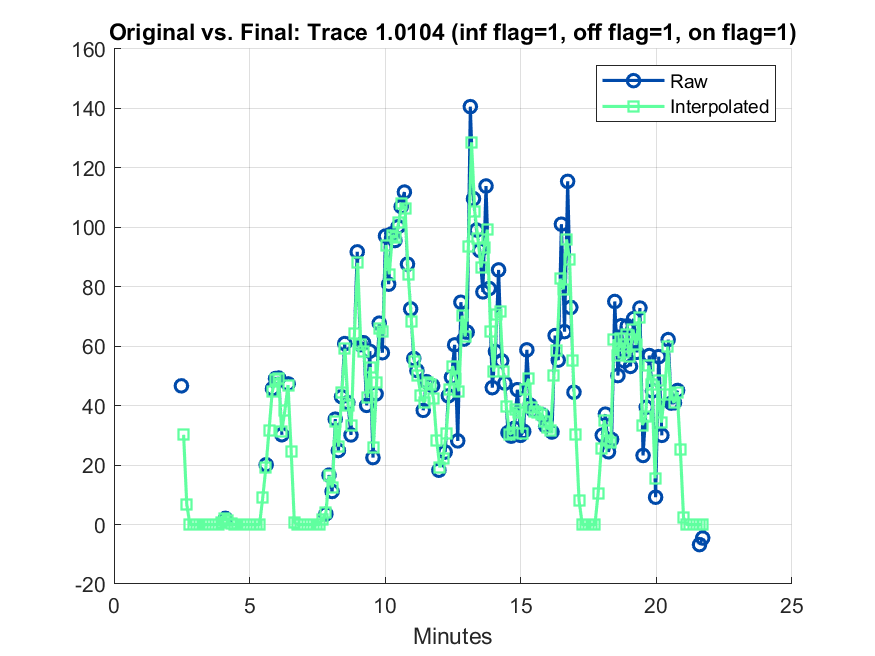 Original vs. Final: Trace 1.0104 (inf flag=1, off flag=1, on flag=1)
160
140
120
100
80
60
40
20
0
-20
Raw
Interpolated
0 5 10 15 20 25
Minutes